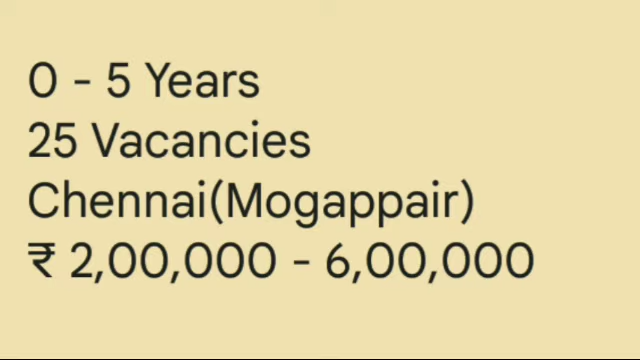 0 - 5 Years
25 Vacancies
Chennai(Mogappair)
₹ 2,00,000 - 6,00,000